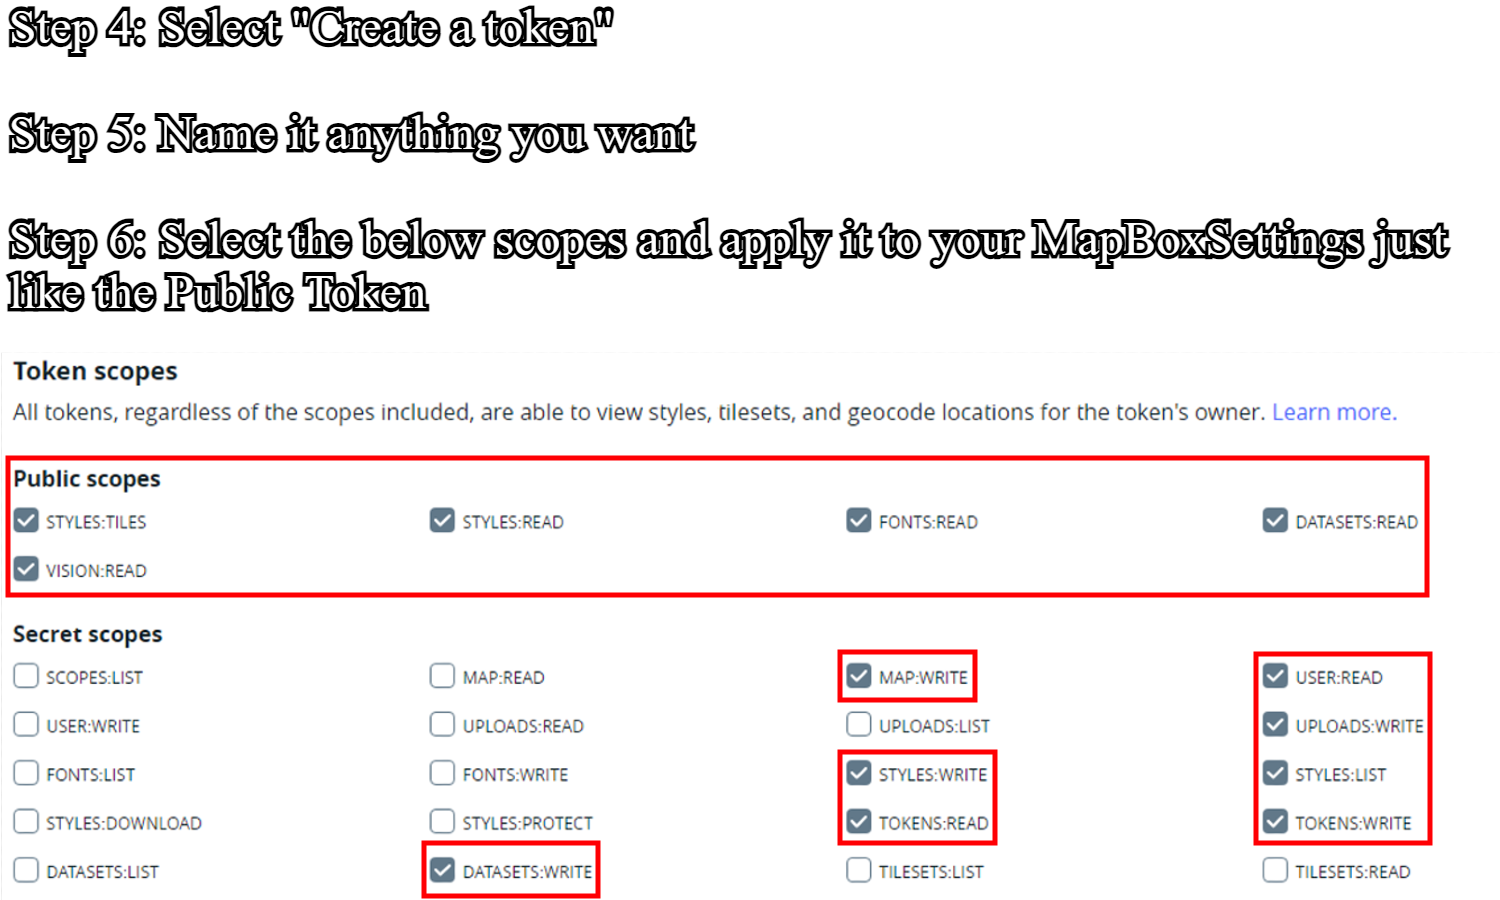 Step 4: Select "Create a token"
Step 5: Name it anything you want
Step 6: Select the below scopes and apply it to your MapBoxSettings just
like the Public Token
Token scopes
All tokens, regardless of the scopes included, are able to view styles, tilesets, and geocode locations for the token's owner. Learn more.
Public scopes
STYLES:TILES STYLES:READ FONTS:READ DATASETS:READ
VISION:READ
Secret scopes
SCOPES:LIST MAP:READ MAP:WRITE USER:READ
USER:WRITE UPLOADS:READ UPLOADS:LIST UPLOADS:WRITE
FONTS:LIST FONTS:WRITE STYLES:WRITE STYLES:LIST
STYLES:DOWNLOAD STYLES:PROTECT TOKENS:READ TOKENS:WRITE
DATASETS:LIST DATASETS:WRITE TILESETS:LIST TILESETS:READ